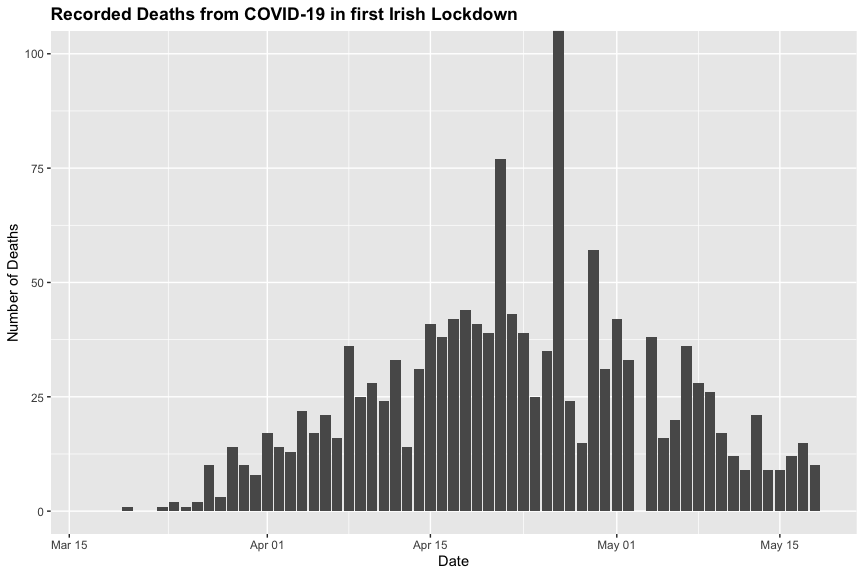 Recorded Deaths from COVID-19 in first Irish Lockdown
100
75
50
25
0
Number of Deaths
Mar 15 Apr 01 Apr 15 May 01 May 15
Date